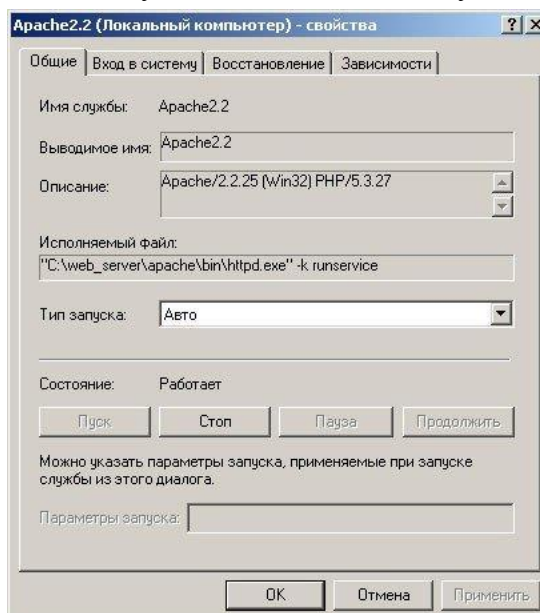 Apache2.2 (Локальный компьютер) - свойства
Общие Вход в систему Восстановление Зависимости
Имя службы: Apache2.2
Выводимое имя: Apache2.2
Описание: Apache/2.2.25 (Win32) PHP/5.3.27
Исполняемый файл:
"C:\web_server\apache\bin\httpd.exe" -k runservice
Тип запуска: Авто
Состояние: Работает
Пуск Стоп Пауза Продолжить
Можно указать параметры запуска, применяемые при запуске
службы из этого диалога.
Параметры запуска:
OK Отмена Применить